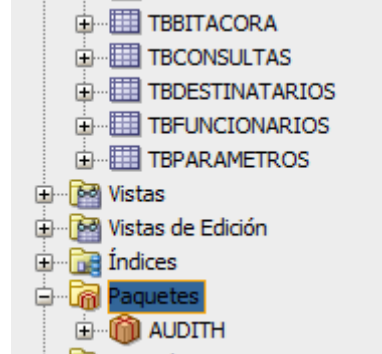 TBBITACORA
TBCONSULTAS
TBDESTINATARIOS
TBFUNCIONARIOS
TBPARAMETROS
Vistas
Vistas de Edición
Índices
Paquetes
AUDITH